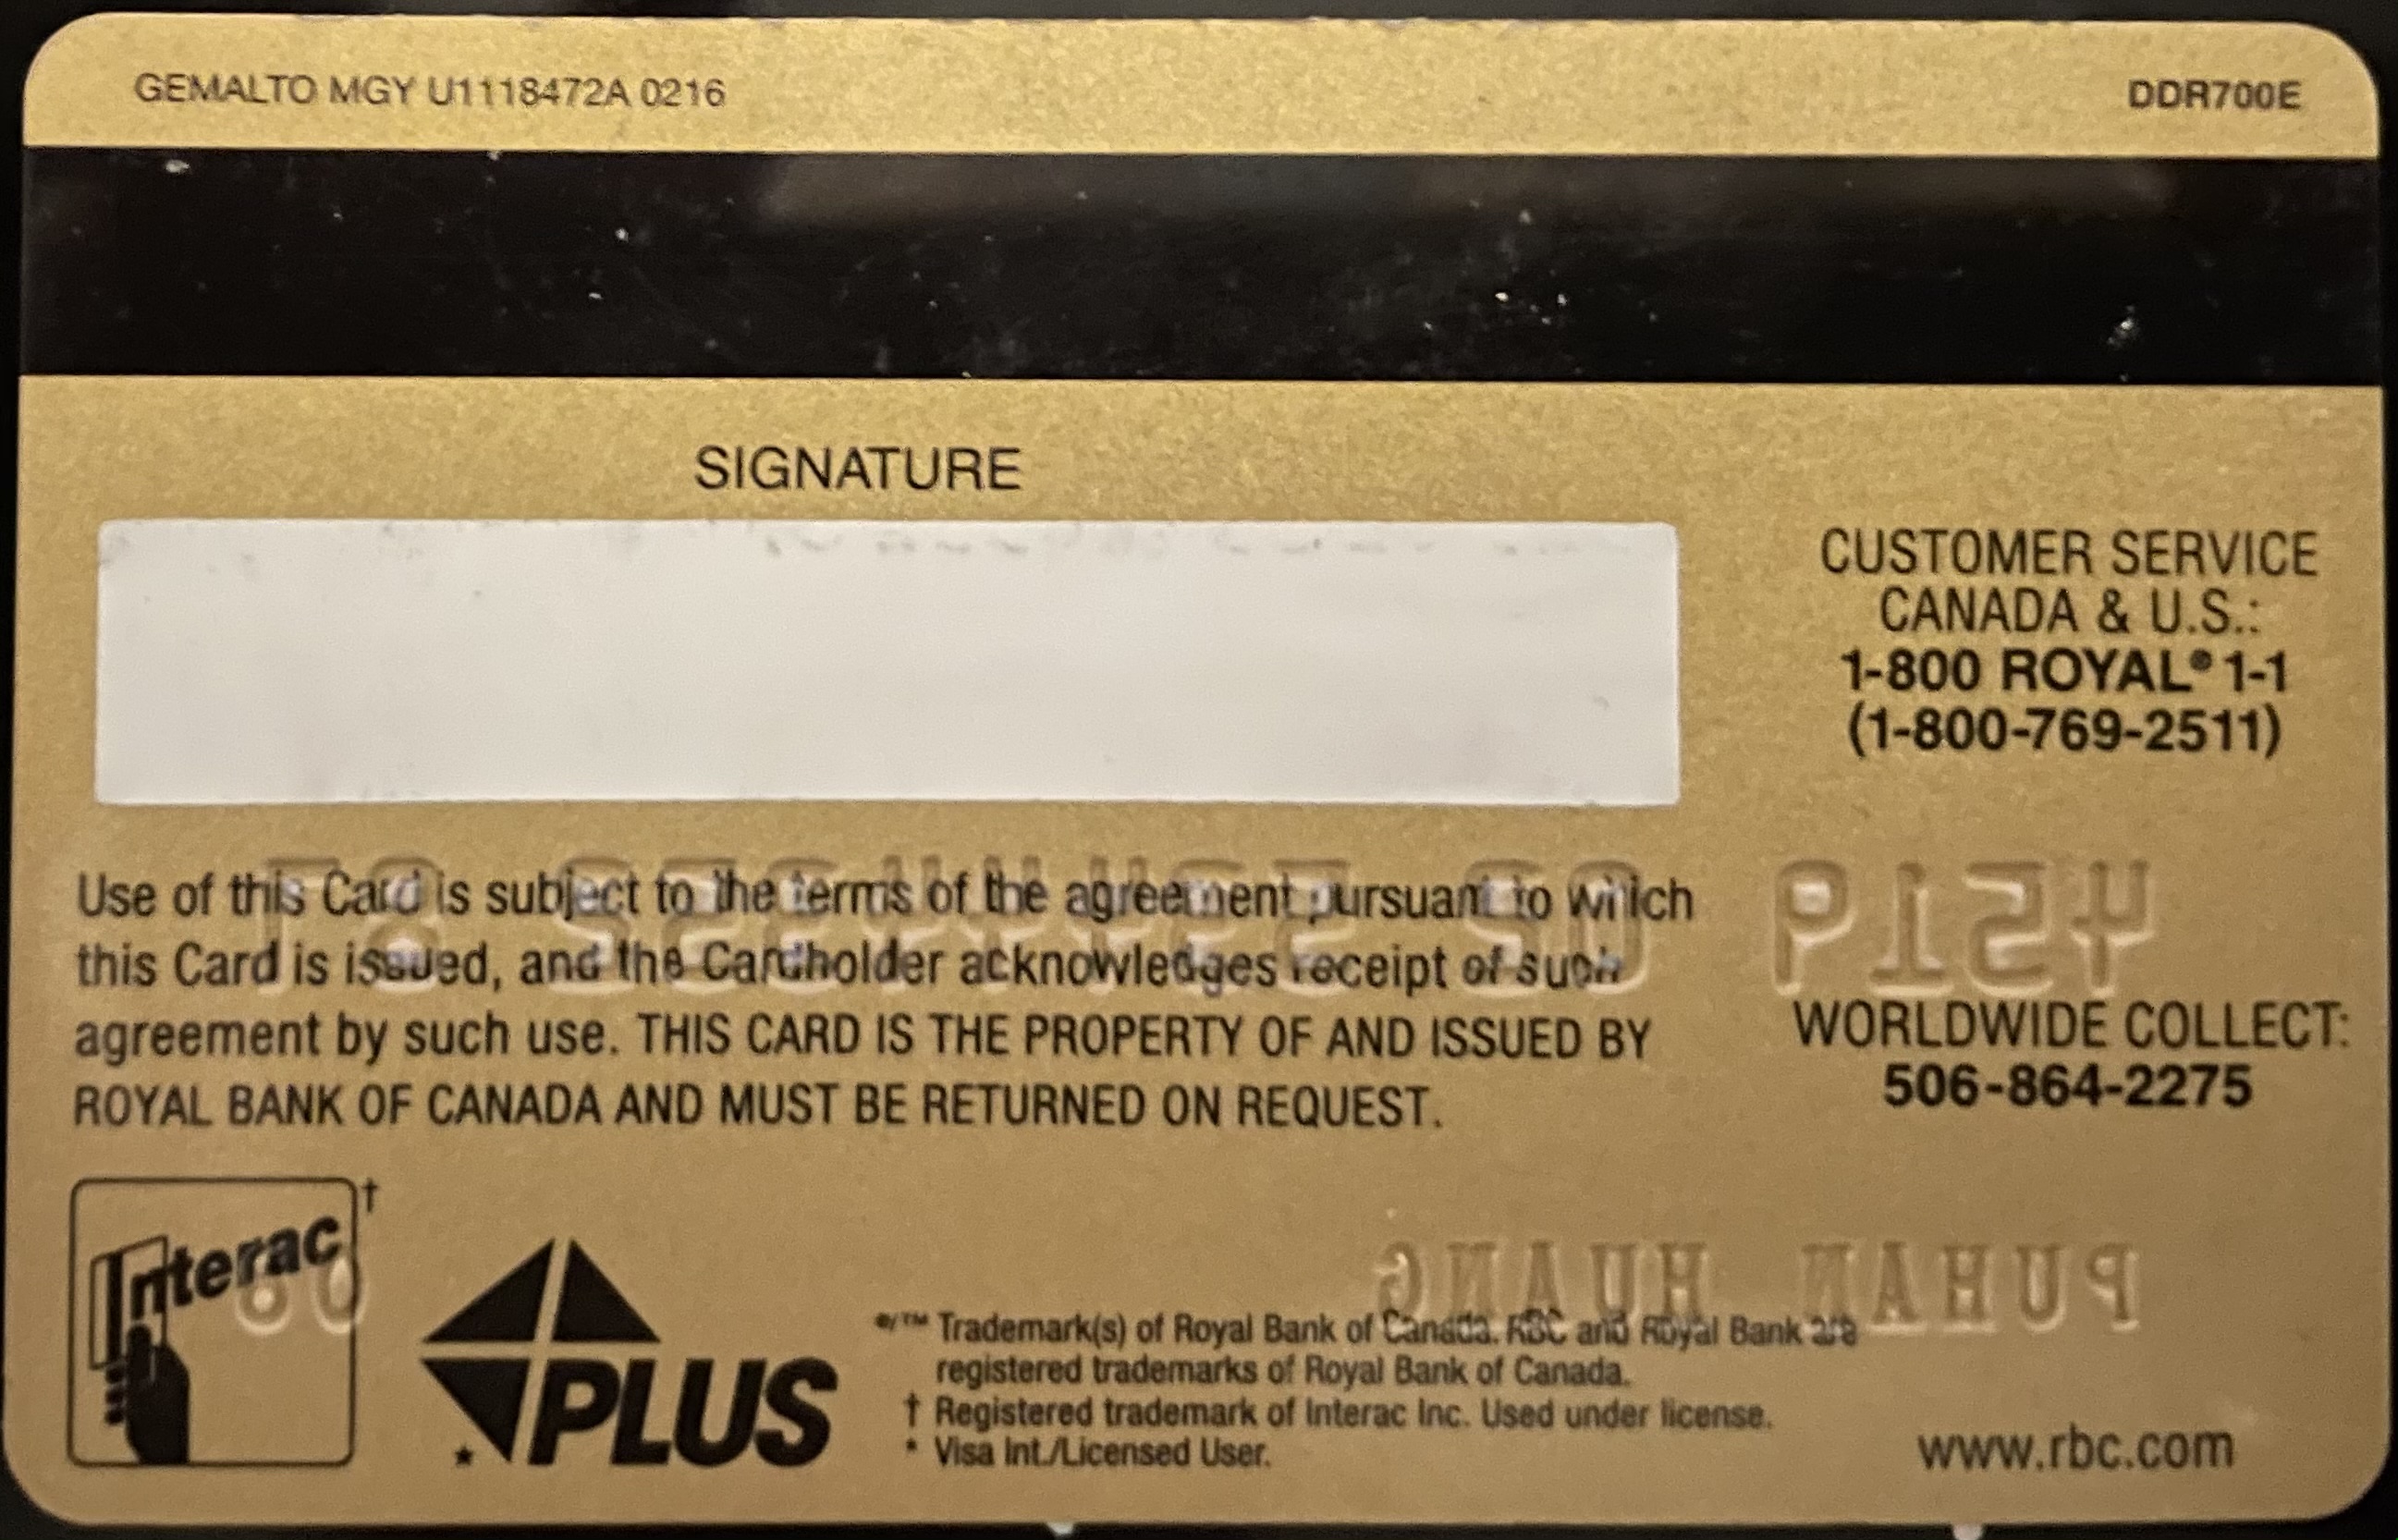 GEMALTO MGY U1118472A 0216
DDR700E
SIGNATURE
CUSTOMER SERVICE
CANADA & U.S.:
1-800 ROYAL® 1-1
(1-800-769-2511)
Use of this Card is subject to the terms of the agreement pursuant to which
this Card is issued, and the Cardholder acknowledges receipt of such
agreement by such use. THIS CARD IS THE PROPERTY OF AND ISSUED BY
ROYAL BANK OF CANADA AND MUST BE RETURNED ON REQUEST.
4519
WORLDWIDE COLLECT:
506-864-2275
Interac †
PUHAN HUANG
★ PLUS
®/™ Trademark(s) of Royal Bank of Canada. RBC and Royal Bank are
registered trademarks of Royal Bank of Canada.
† Registered trademark of Interac Inc. Used under license.
* Visa Int./Licensed User.
www.rbc.com